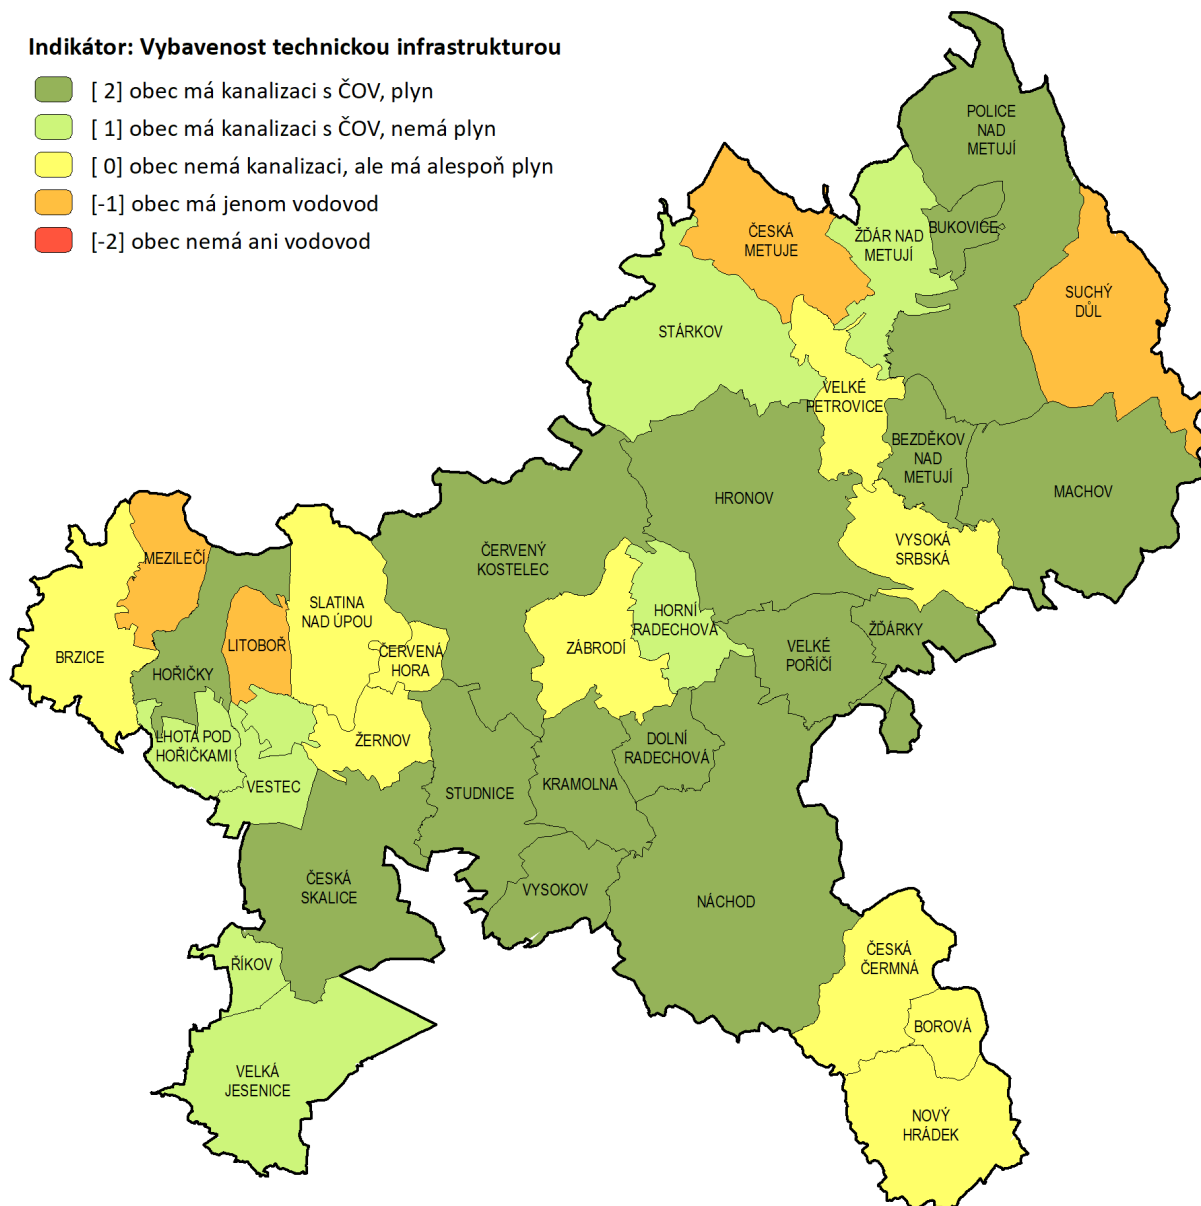 Indikátor: Vybavenost technickou infrastrukturou
[ 2] obec má kanalizaci s ČOV, plyn
[ 1] obec má kanalizaci s ČOV, nemá plyn
[ 0] obec nemá kanalizaci, ale má alespoň plyn
[-1] obec má jenom vodovod
[-2] obec nemá ani vodovod
POLICE
NAD
METUJÍ
BUKOVICE
ČESKÁ
METUJE
ŽĎÁR NAD
METUJÍ
SUCHÝ
DŮL
STÁRKOV
VELKÉ
PETROVICE
BEZDĚKOV
NAD
METUJÍ
MACHOV
HRONOV
VYSOKÁ
SRBSKÁ
ČERVENÝ
KOSTELEC
MEZILEČÍ
SLATINA
NAD ÚPOU
HORNÍ
RADECHOVÁ
ŽĎÁRKY
LITOBOŘ
ZÁBRODÍ
VELKÉ
POŘÍČÍ
BRZICE
ČERVENÁ
HORA
HOŘIČKY
LHOTA POD
HOŘIČKAMI
ŽERNOV
DOLNÍ
RADECHOVÁ
VESTEC
STUDNICE
KRAMOLNA
ČESKÁ
SKALICE
VYSOKOV
NÁCHOD
ŘÍKOV
ČESKÁ
ČERMNÁ
BOROVÁ
VELKÁ
JESENICE
NOVÝ
HRÁDEK